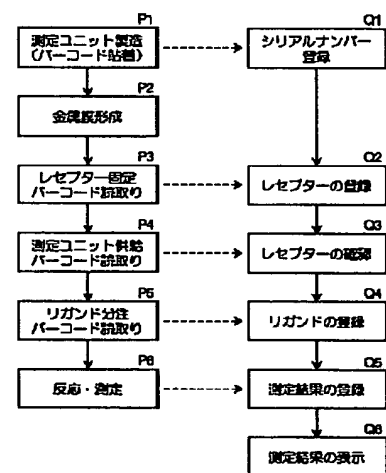 P1
測定ユニット製造
(バーコード貼着)
Q1
シリアルナンバー
登録
P2
金属膜形成
P3
レセプター固定
バーコード読取り
Q2
レセプターの登録
P4
測定ユニット供給
バーコード読取り
Q3
レセプターの確認
P5
リガンド分注
バーコード読取り
Q4
リガンドの登録
P6
反応・測定
Q5
測定結果の登録
Q6
測定結果の表示